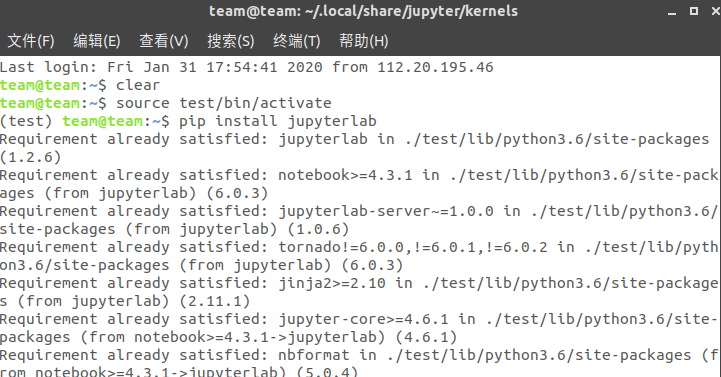 team@team: ~/.local/share/jupyter/kernels
文件(F) 编辑(E) 查看(V) 搜索(S) 终端(T) 帮助(H)
Last login: Fri Jan 31 17:54:41 2020 from 112.20.195.46
team@team:~$ clear
team@team:~$ source test/bin/activate
(test) team@team:~$ pip install jupyterlab
Requirement already satisfied: jupyterlab in ./test/lib/python3.6/site-packages
(1.2.6)
Requirement already satisfied: notebook>=4.3.1 in ./test/lib/python3.6/site-pack
ages (from jupyterlab) (6.0.3)
Requirement already satisfied: jupyterlab-server~=1.0.0 in ./test/lib/python3.6/
site-packages (from jupyterlab) (1.0.6)
Requirement already satisfied: tornado!=6.0.0,!=6.0.1,!=6.0.2 in ./test/lib/pyth
on3.6/site-packages (from jupyterlab) (6.0.3)
Requirement already satisfied: jinja2>=2.10 in ./test/lib/python3.6/site-package
s (from jupyterlab) (2.11.1)
Requirement already satisfied: jupyter-core>=4.6.1 in ./test/lib/python3.6/site-
packages (from notebook>=4.3.1->jupyterlab) (4.6.1)
Requirement already satisfied: nbformat in ./test/lib/python3.6/site-packages (f
rom notebook>=4.3.1->jupyterlab) (5.0.4)